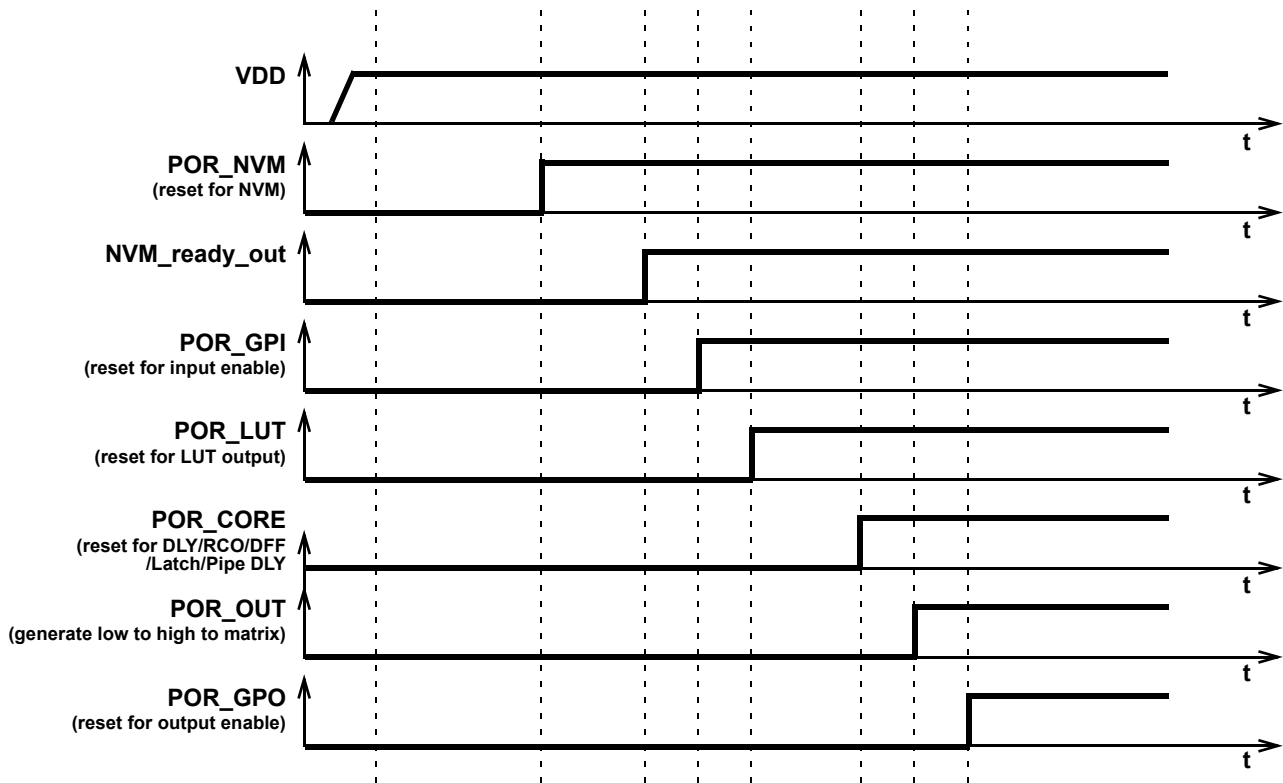 VDD
t
POR_NVM
(reset for NVM)
t
NVM_ready_out
t
POR_GPI
(reset for input enable)
t
POR_LUT
(reset for LUT output)
t
POR_CORE
(reset for DLY/RCO/DFF
/Latch/Pipe DLY
t
POR_OUT
(generate low to high to matrix)
t
POR_GPO
(reset for output enable)
t